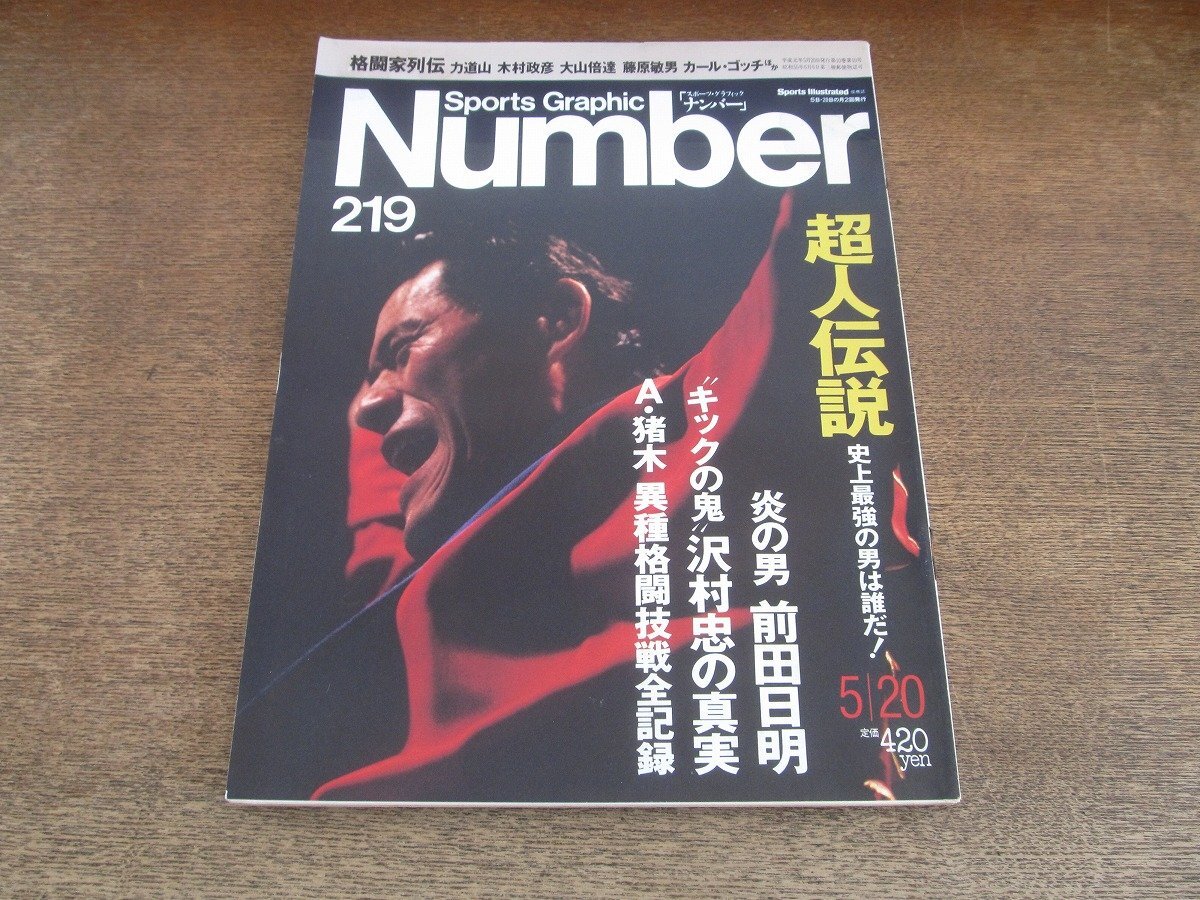 格闘家列伝 力道山 木村政彦 大山倍達 藤原敏男 カール・ゴッチほか
Sports Graphic
スポーツ・グラフィック
「ナンバー」
Sports Illustrated
Number
219
超人伝説
史上最強の男は誰だ!
炎の男 前田日明
“キックの鬼”沢村忠の真実
A・猪木 異種格闘技戦全記録
5|20
定価420
yen